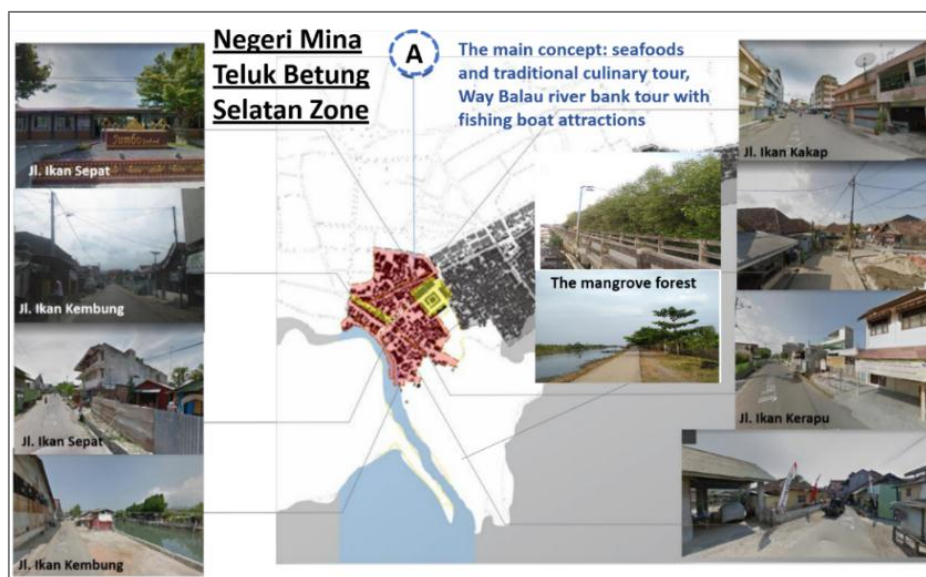 Negeri Mina
Teluk Betung
Selatan Zone
A
The main concept: seafoods
and traditional culinary tour,
Way Balau river bank tour with
fishing boat attractions
Jumbo
Jl. Ikan Sepat
Jl. Ikan Kembung
Jl. Ikan Sepat
Jl. Ikan Kembung
The mangrove forest
Jl. Ikan Kakap
Jl. Ikan Kerapu